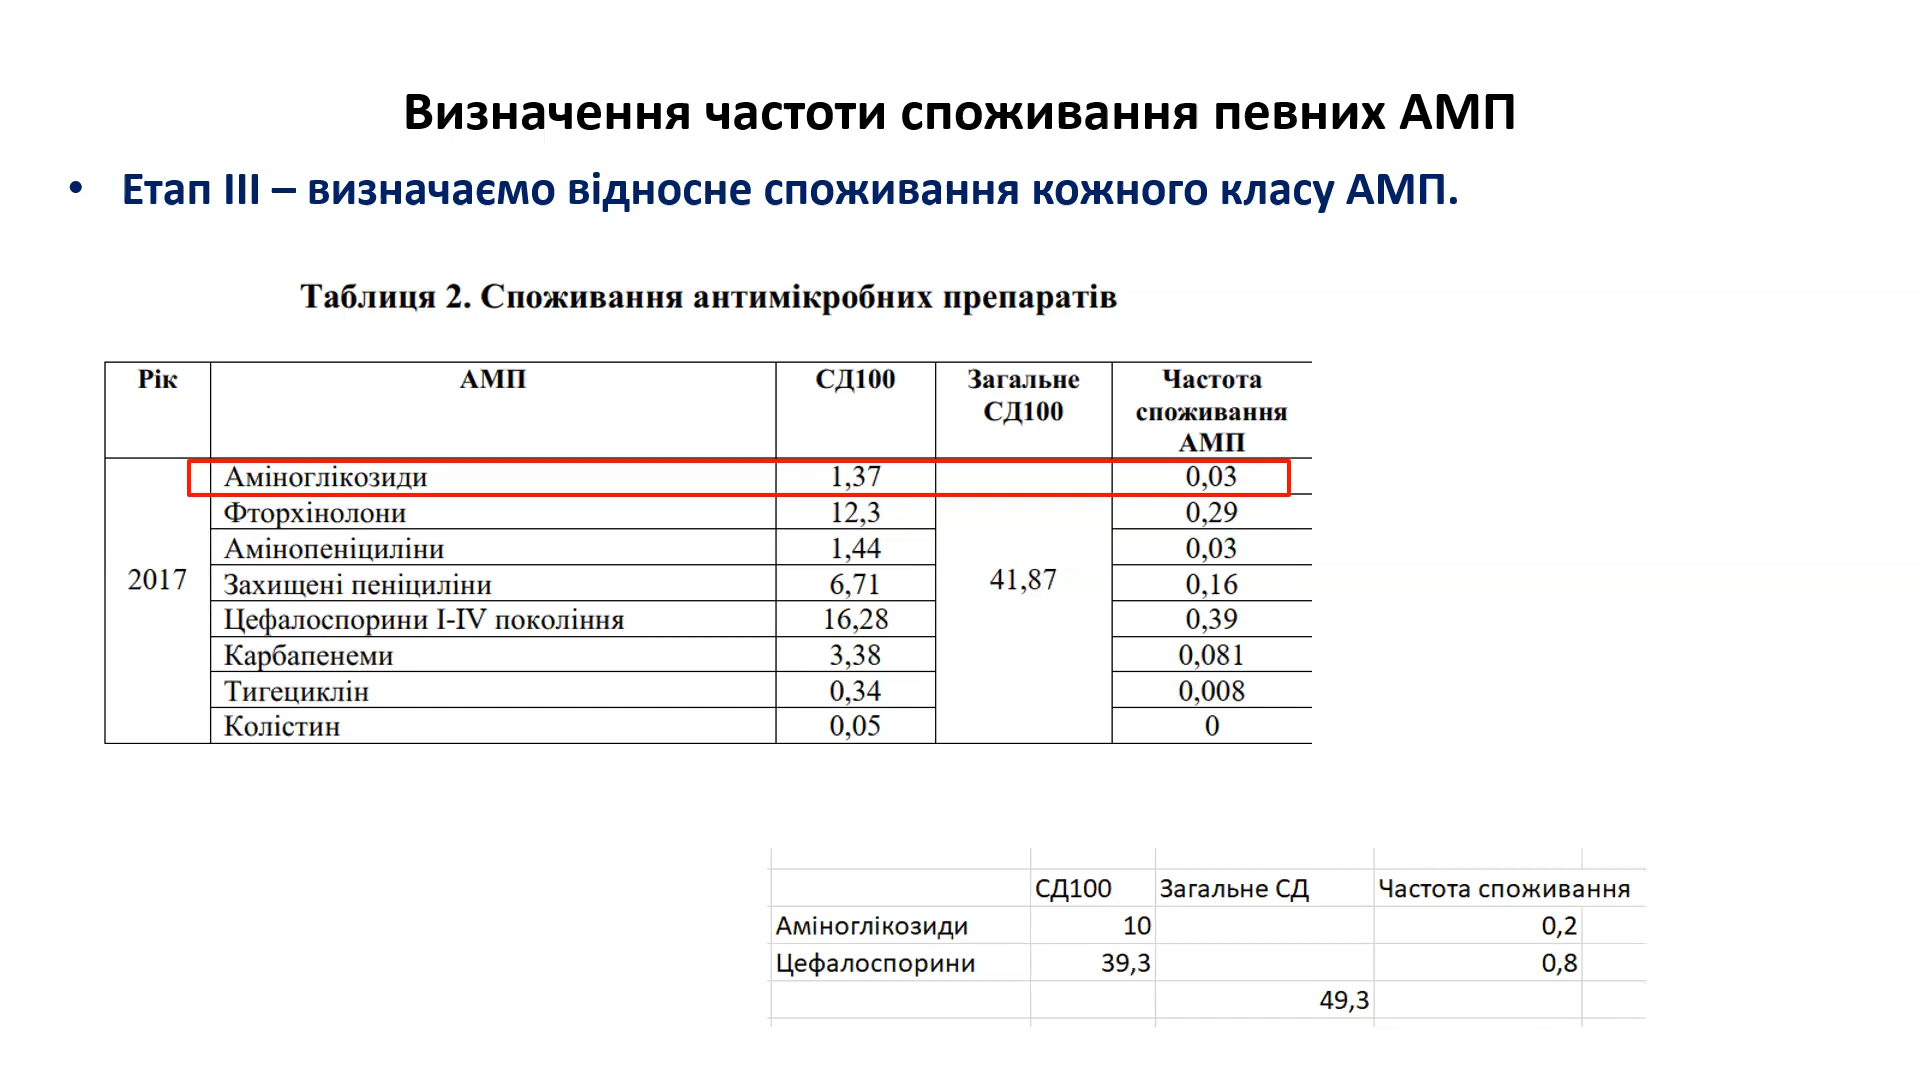 Визначення частоти споживання певних АМП
• Етап III – визначаємо відносне споживання кожного класу АМП.
Таблиця 2. Споживання антимікробних препаратів
Рік АМП СД100 Загальне СД100 Частота споживання АМП
Аміноглікозиди 1,37 0,03
Фторхінолони 12,3 0,29
Амінопеніциліни 1,44 0,03
2017 Захищені пеніциліни 6,71 41,87 0,16
Цефалоспорини I-IV покоління 16,28 0,39
Карбапенеми 3,38 0,081
Тигециклін 0,34 0,008
Колістин 0,05 0
СД100 Загальне СД Частота споживання
Аміноглікозиди 10 0,2
Цефалоспорини 39,3 0,8
49,3